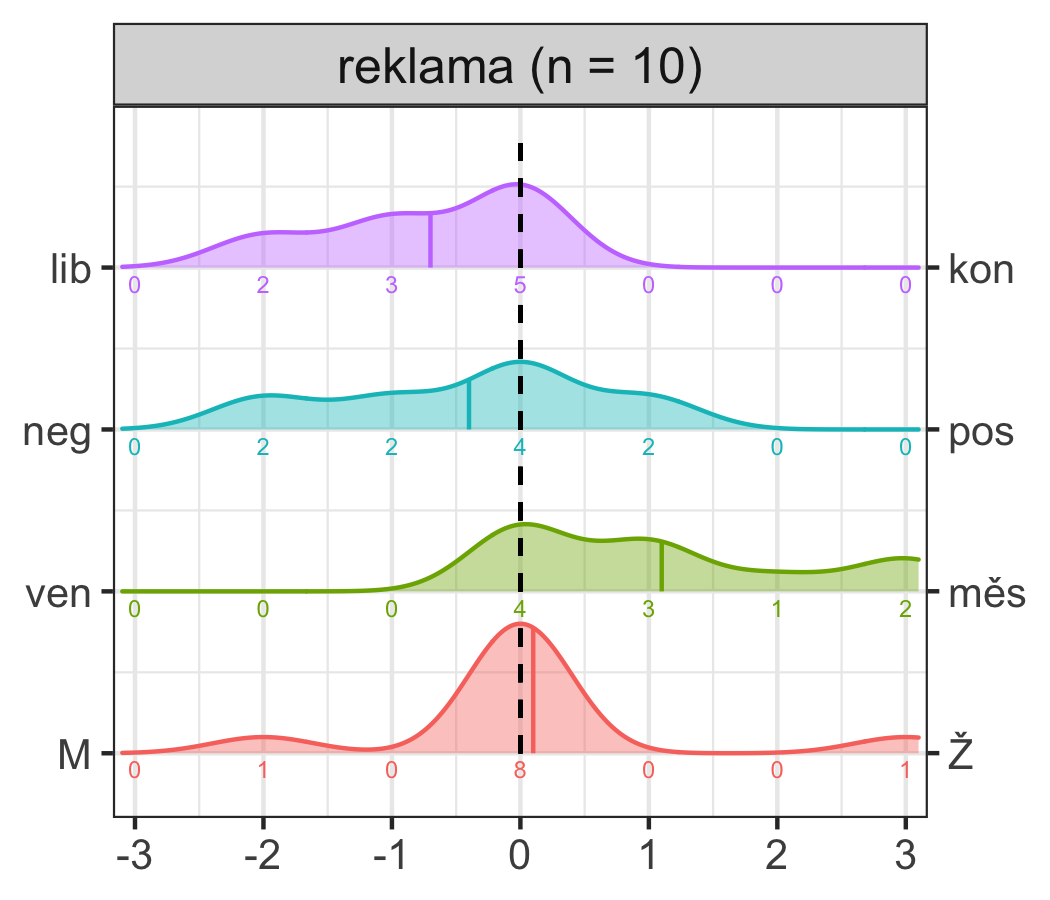 reklama (n = 10)
lib kon
0 2 3 5 0 0 0
neg pos
0 2 2 4 2 0 0
ven měs
0 0 0 4 3 1 2
M Ž
0 1 0 8 0 0 1
-3 -2 -1 0 1 2 3